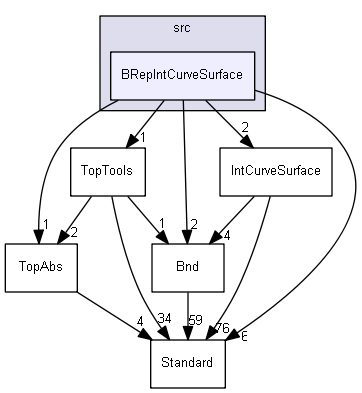 src
BRepIntCurveSurface
1
2
TopTools
IntCurveSurface
1
2
1
2
4
TopAbs
Bnd
4
34
59
76
6
Standard